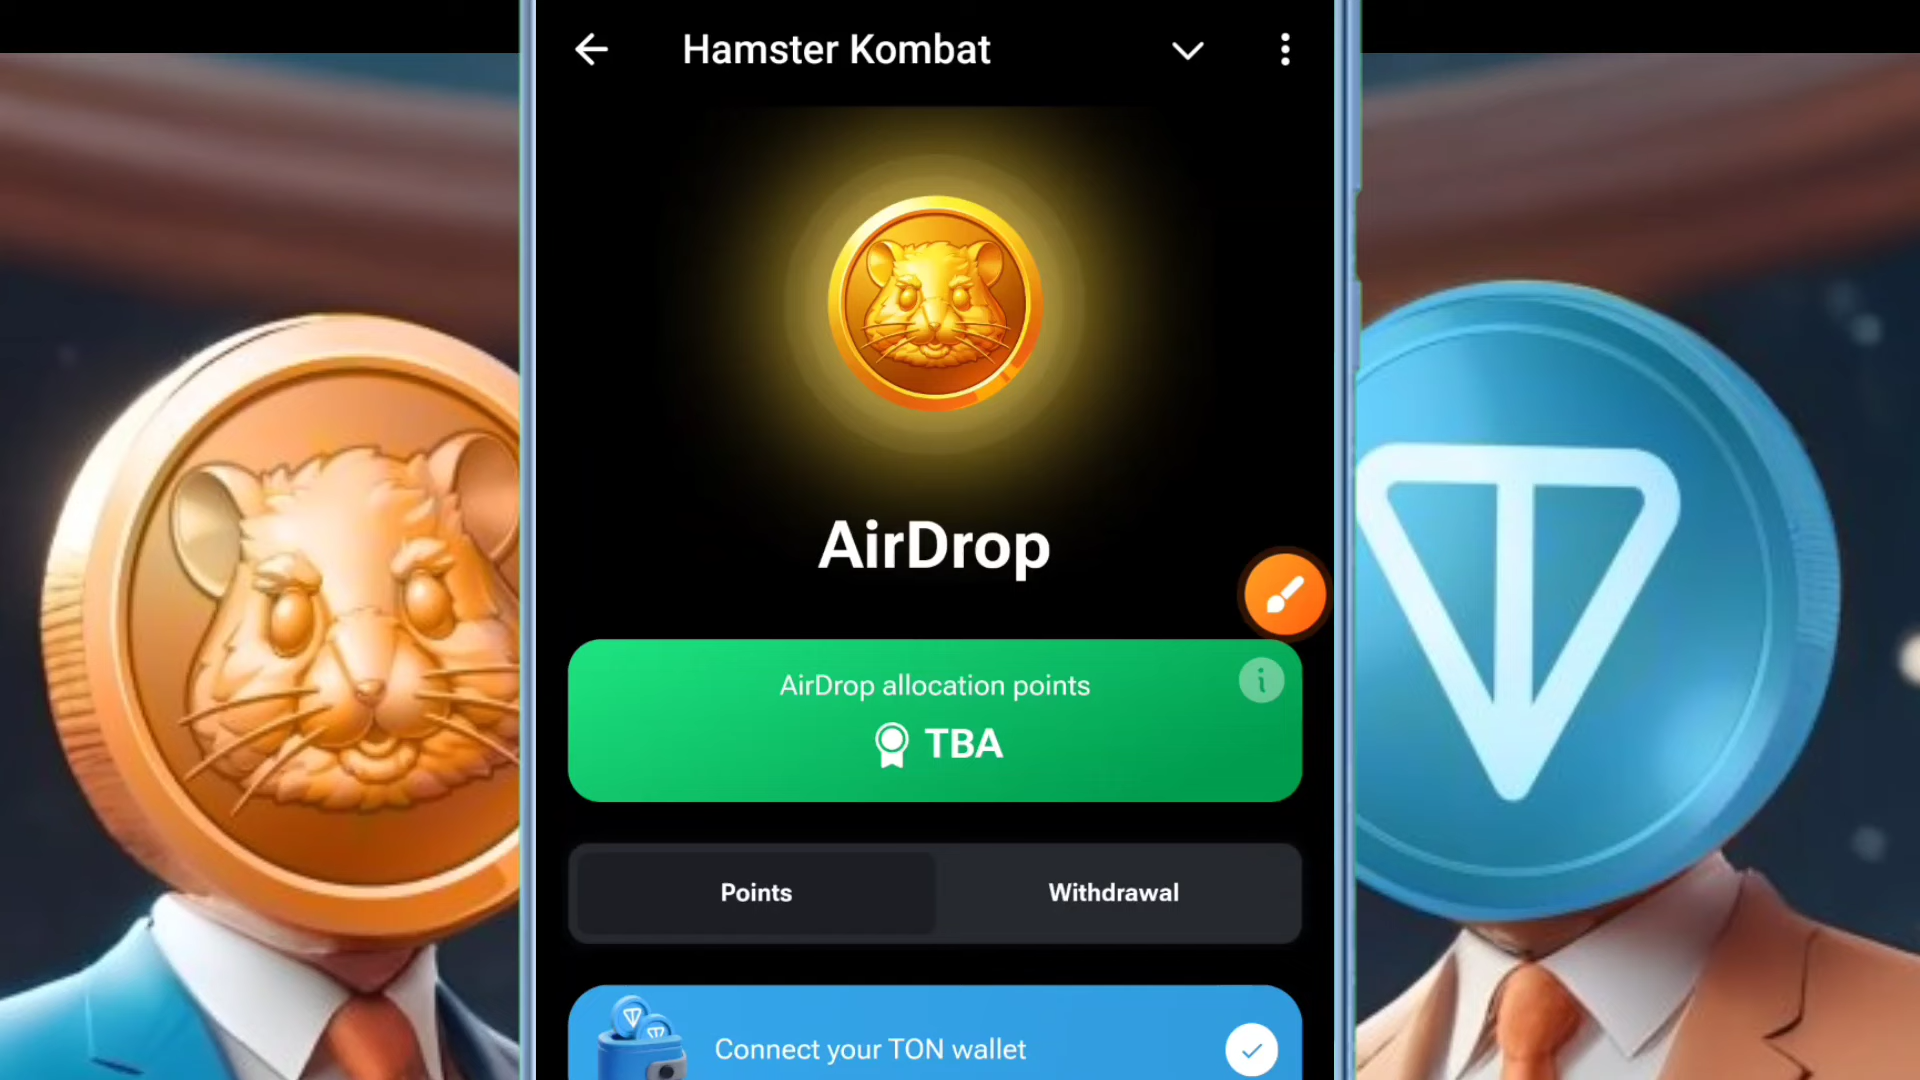 Hamster Kombat
AirDrop
AirDrop allocation points
TBA
Points
Withdrawal
Connect your TON wallet